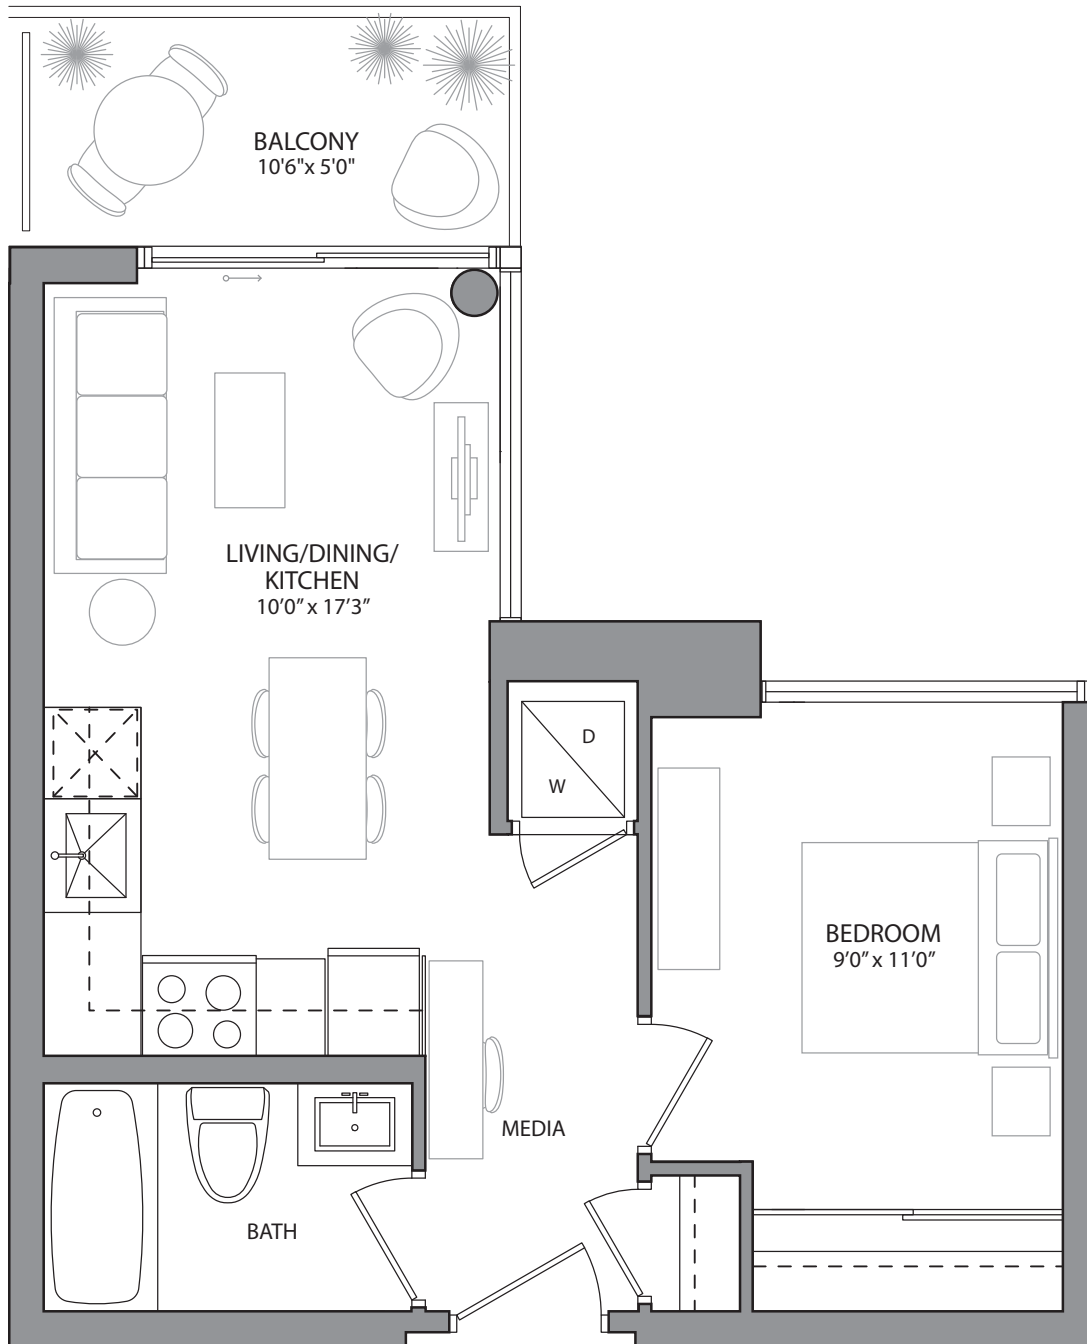 BALCONY
10'6"x 5'0"
LIVING/DINING/
KITCHEN
10’0” x 17’3”
D
W
BEDROOM
9’0” x 11’0”
MEDIA
BATH